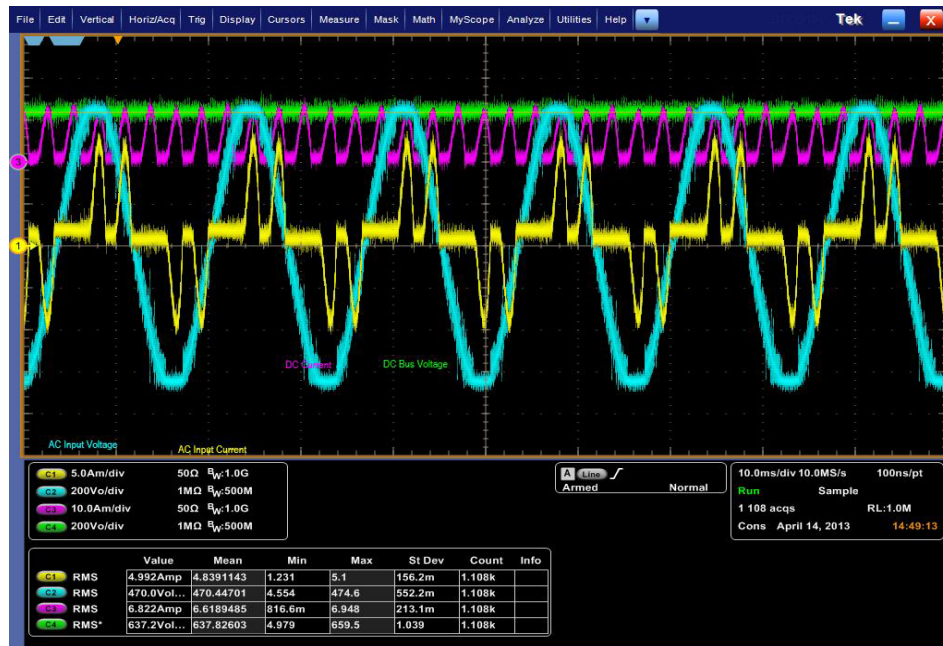 File Edit Vertical Horiz/Acq Trig Display Cursors Measure Mask Math MyScope Analyze Utilities Help Tek X
3
1
DC Current DC Bus Voltage
AC Input Voltage AC Input Current
C1 5.0Am/div 50Ω BW:1.0G
C2 200Vo/div 1MΩ BW:500M
C3 10.0Am/div 50Ω BW:1.0G
C4 200Vo/div 1MΩ BW:500M
A Line
Armed Normal
10.0ms/div 10.0MS/s 100ns/pt
Run Sample
1 108 acqs RL:1.0M
Cons April 14, 2013 14:49:13
Value Mean Min Max St Dev Count Info
C1 RMS 4.992Amp 4.8391143 1.231 5.1 156.2m 1.108k
C2 RMS 470.0Vol... 470.44701 4.554 474.6 552.2m 1.108k
C3 RMS 6.822Amp 6.6189485 816.6m 6.948 213.1m 1.108k
C4 RMS* 637.2Vol... 637.82603 4.979 659.5 1.039 1.108k